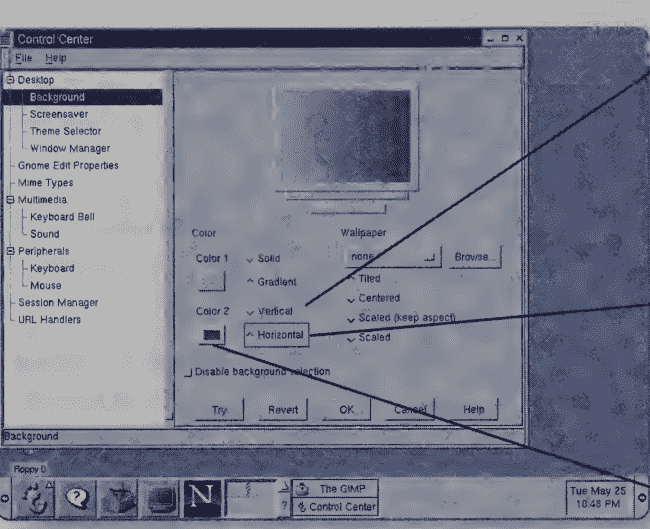 Control Center
File Help
Desktop
Background
Screensaver
Theme Selector
Window Manager
Gnome Edit Properties
Mime Types
Multimedia
Keyboard Bell
Sound
Peripherals
Keyboard
Mouse
Session Manager
URL Handlers
Color
Wallpaper
Color 1
Solid
none
Browse...
Gradient
Tiled
Color 2
Vertical
Centered
Horizontal
Scaled (keep aspect)
Scaled
Disable background selection
Try
Revert
OK
Cancel
Help
Background
Floppy 0
N
?
The GIMP
Control Center
Tue May 25
10:48 PM